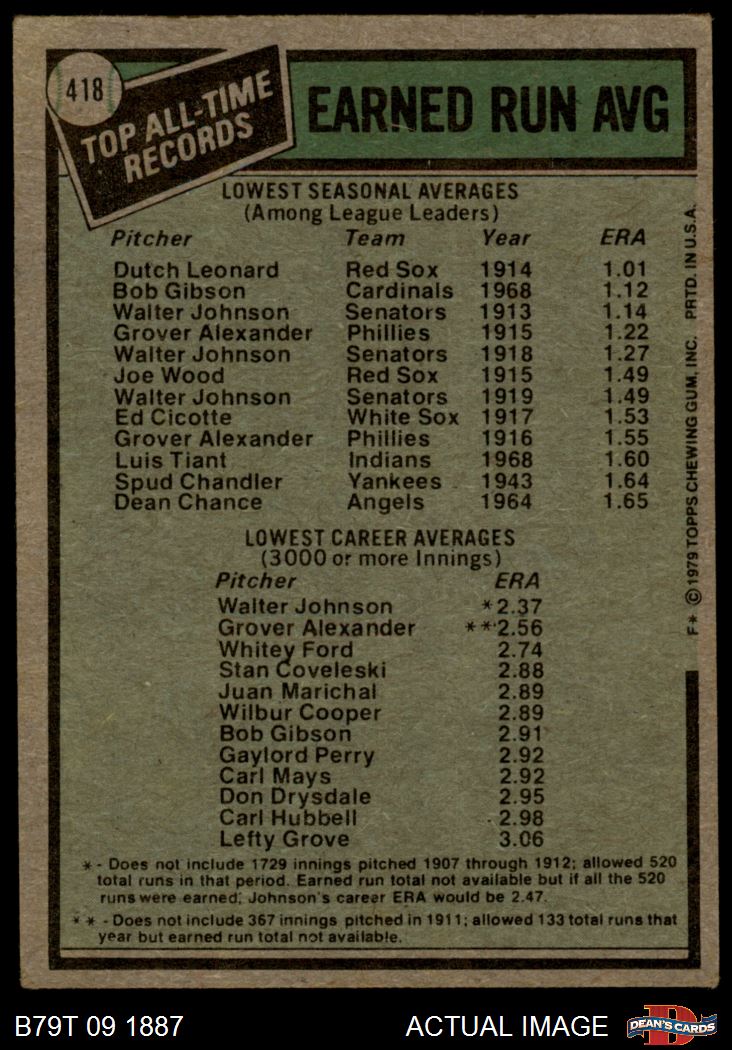 418
TOP ALL-TIME
RECORDS
EARNED RUN AVG
LOWEST SEASONAL AVERAGES
(Among League Leaders)
Pitcher Team Year ERA
Dutch Leonard Red Sox 1914 1.01
Bob Gibson Cardinals 1968 1.12
Walter Johnson Senators 1913 1.14
Grover Alexander Phillies 1915 1.22
Walter Johnson Senators 1918 1.27
Joe Wood Red Sox 1915 1.49
Walter Johnson Senators 1919 1.49
Ed Cicotte White Sox 1917 1.53
Grover Alexander Phillies 1916 1.55
Luis Tiant Indians 1968 1.60
Spud Chandler Yankees 1943 1.64
Dean Chance Angels 1964 1.65
LOWEST CAREER AVERAGES
(3000 or more Innings)
Pitcher ERA
Walter Johnson *2.37
Grover Alexander **2.56
Whitey Ford 2.74
Stan Coveleski 2.88
Juan Marichal 2.89
Wilbur Cooper 2.89
Bob Gibson 2.91
Gaylord Perry 2.92
Carl Mays 2.92
Don Drysdale 2.95
Carl Hubbell 2.98
Lefty Grove 3.06
* - Does not include 1729 innings pitched 1907 through 1912; allowed 520
total runs in that period. Earned run total not available but if all the 520
runs were earned, Johnson's career ERA would be 2.47.
** - Does not include 367 innings pitched in 1911; allowed 133 total runs that
year but earned run total not available.
F* © 1979 TOPPS CHEWING GUM, INC. PRTD. IN U.S.A.
B79T 09 1887 ACTUAL IMAGE
D
DEAN'S CARDS